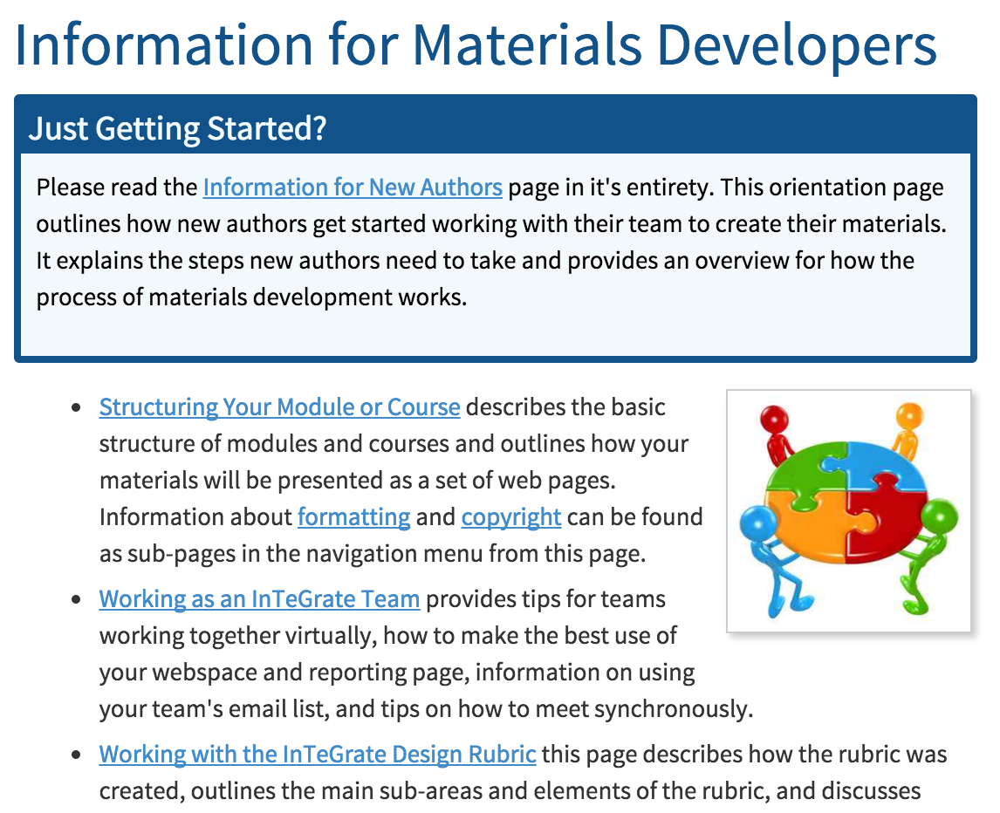 Information for Materials Developers
Just Getting Started?
Please read the Information for New Authors page in it's entirety. This orientation page
outlines how new authors get started working with their team to create their materials.
It explains the steps new authors need to take and provides an overview for how the
process of materials development works.
• Structuring Your Module or Course describes the basic
structure of modules and courses and outlines how your
materials will be presented as a set of web pages.
Information about formatting and copyright can be found
as sub-pages in the navigation menu from this page.
• Working as an InTeGrate Team provides tips for teams
working together virtually, how to make the best use of
your webspace and reporting page, information on using
your team's email list, and tips on how to meet synchronously.
• Working with the InTeGrate Design Rubric this page describes how the rubric was
created, outlines the main sub-areas and elements of the rubric, and discusses